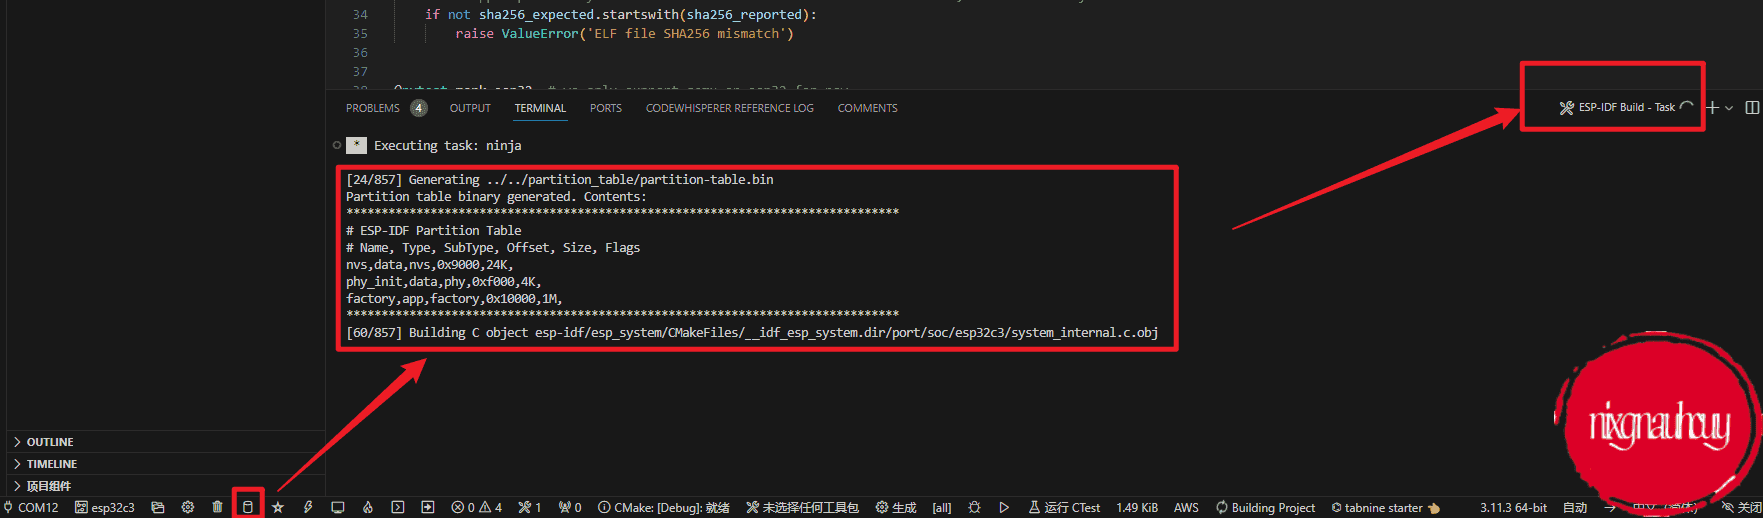 34 if not sha256_expected.startswith(sha256_reported):
35 raise ValueError('ELF file SHA256 mismatch')
36
37
PROBLEMS 4 OUTPUT TERMINAL PORTS CODEWHISPERER REFERENCE LOG COMMENTS ESP-IDF Build - Task
* Executing task: ninja
[24/857] Generating ../../partition_table/partition-table.bin
Partition table binary generated. Contents:
*******************************************************************************
# ESP-IDF Partition Table
# Name, Type, SubType, Offset, Size, Flags
nvs,data,nvs,0x9000,24K,
phy_init,data,phy,0xf000,4K,
factory,app,factory,0x10000,1M,
*******************************************************************************
[60/857] Building C object esp-idf/esp_system/CMakeFiles/__idf_esp_system.dir/port/soc/esp32c3/system_internal.c.obj
OUTLINE
TIMELINE
项目组件
nixgnauhcuy
COM12 esp32c3 0 4 1 0 CMake: [Debug]: 就绪 未选择任何工具包 生成 [all] 运行 CTest 1.49 KiB AWS Building Project tabnine starter 3.11.3 64-bit 自动 关闭